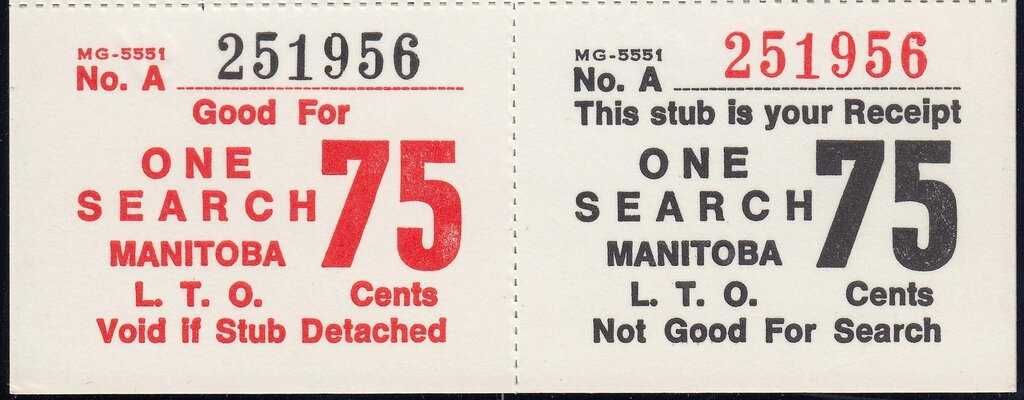 MG-5551
No. A 251956
Good For
ONE
SEARCH 75
MANITOBA
L. T. O. Cents
Void if Stub Detached
MG-5551
No. A 251956
This stub is your Receipt
ONE
SEARCH 75
MANITOBA
L. T. O. Cents
Not Good For Search